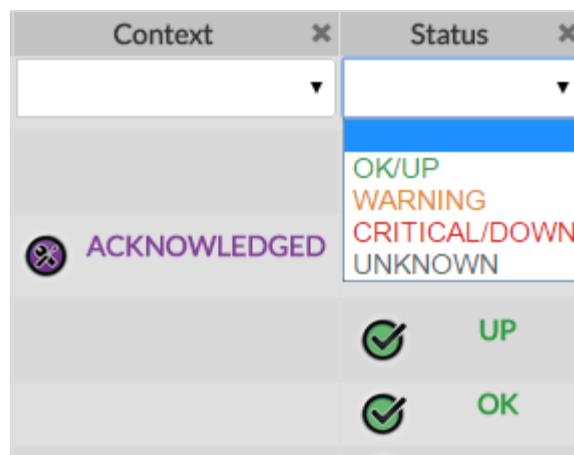 Context
Status
OK/UP
WARNING
CRITICAL/DOWN
UNKNOWN
ACKNOWLEDGED
UP
OK